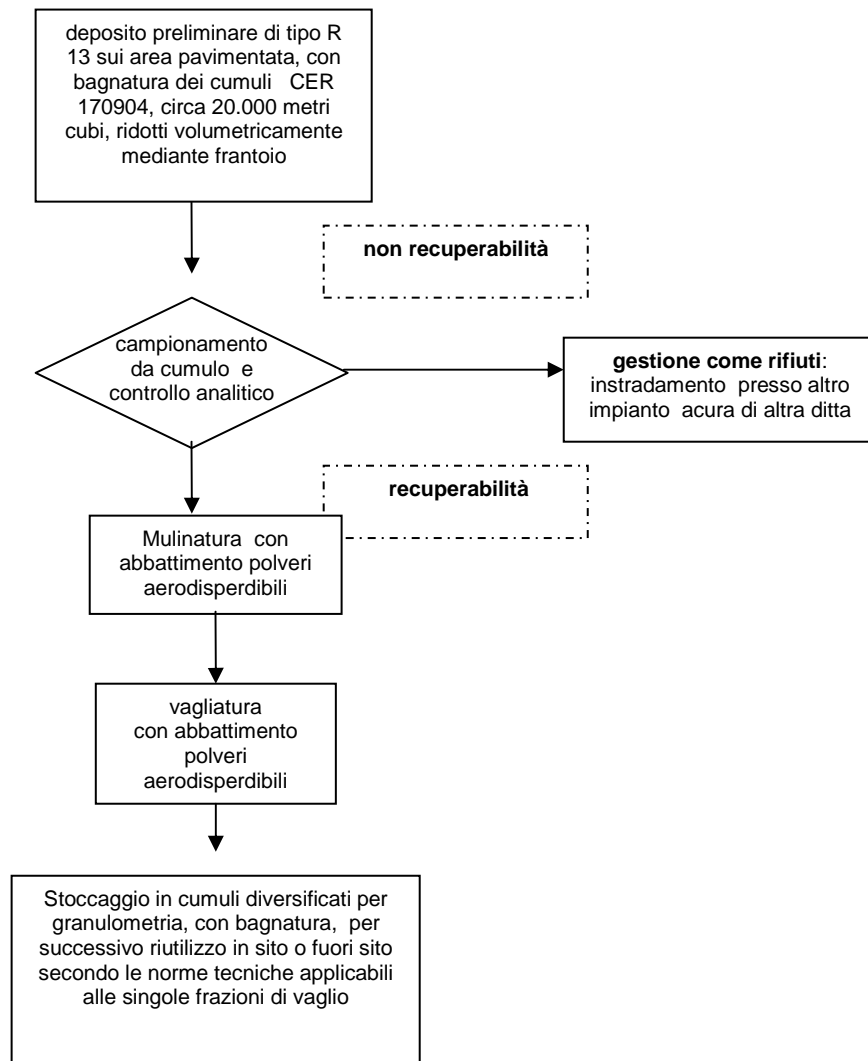 deposito preliminare di tipo R
13 sui area pavimentata, con
bagnatura dei cumuli CER
170904, circa 20.000 metri
cubi, ridotti volumetricamente
mediante frantoio
non recuperabilità
campionamento
da cumulo e
controllo analitico
gestione come rifiuti:
instradamento presso altro
impianto acura di altra ditta
recuperabilità
Mulinatura con
abbattimento polveri
aerodisperdibili
vagliatura
con abbattimento
polveri
aerodisperdibili
Stoccaggio in cumuli diversificati per
granulometria, con bagnatura, per
successivo riutilizzo in sito o fuori sito
secondo le norme tecniche applicabili
alle singole frazioni di vaglio